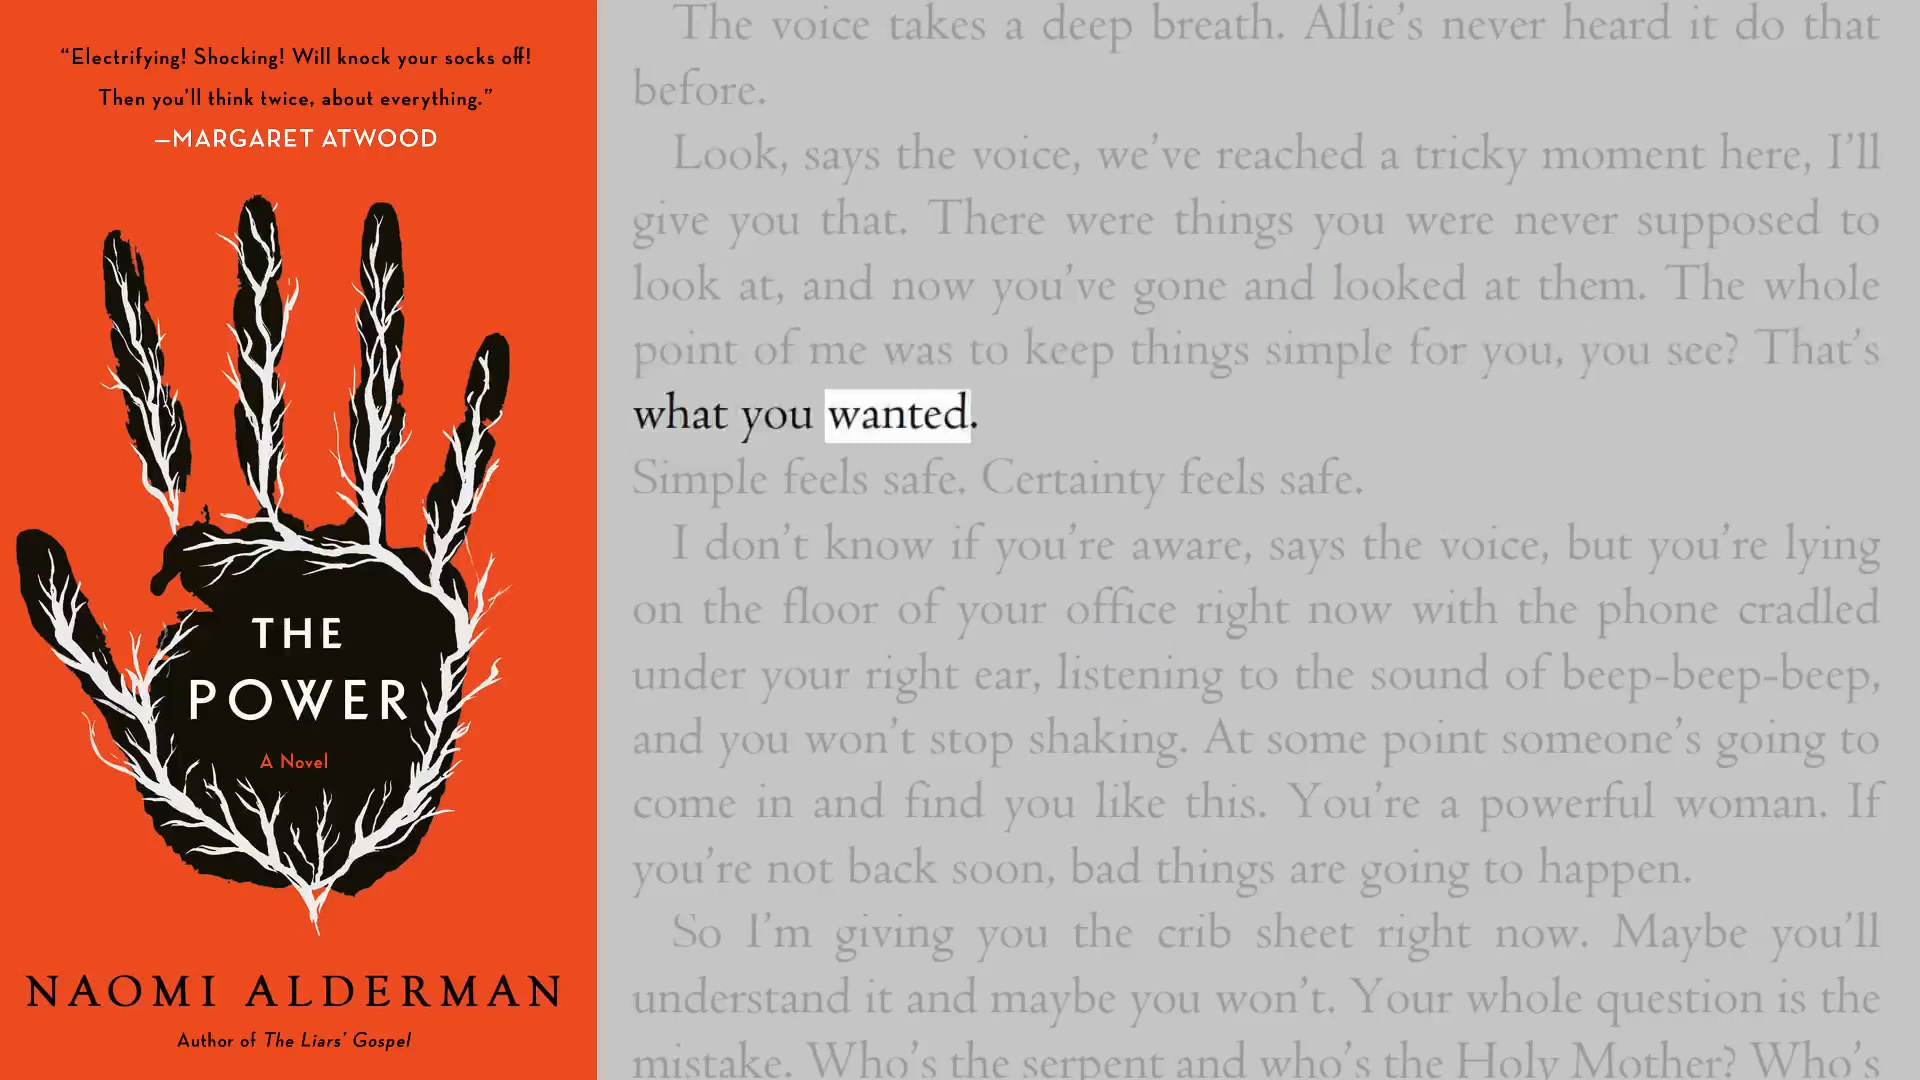 “Electrifying! Shocking! Will knock your socks off!
Then you’ll think twice, about everything.”
—MARGARET ATWOOD
THE
POWER
A Novel
NAOMI ALDERMAN
Author of The Liars’ Gospel
The voice takes a deep breath. Allie’s never heard it do that
before.
Look, says the voice, we’ve reached a tricky moment here, I’ll
give you that. There were things you were never supposed to
look at, and now you’ve gone and looked at them. The whole
point of me was to keep things simple for you, you see? That’s
what you wanted.
Simple feels safe. Certainty feels safe.
I don’t know if you’re aware, says the voice, but you’re lying
on the floor of your office right now with the phone cradled
under your right ear, listening to the sound of beep-beep-beep,
and you won’t stop shaking. At some point someone’s going to
come in and find you like this. You’re a powerful woman. If
you’re not back soon, bad things are going to happen.
So I’m giving you the crib sheet right now. Maybe you’ll
understand it and maybe you won’t. Your whole question is the
mistake. Who’s the serpent and who’s the Holy Mother? Who’s